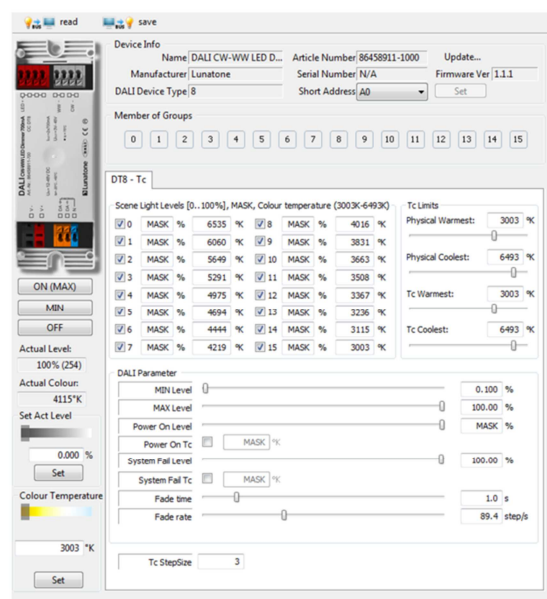 read save
Device Info
Name DALI CW-WW LED D... Article Number 86458911-1000 Update...
Manufacturer Lunatone Serial Number N/A Firmware Ver 1.1.1
DALI Device Type 8 Short Address A0 Set
Member of Groups
0 1 2 3 4 5 6 7 8 9 10 11 12 13 14 15
DT8 - Tc
Scene Light Levels [0..100%], MASK, Colour temperature (3003K-6493K)
0 MASK % 6535 °K 8 MASK % 4016 °K
1 MASK % 6060 °K 9 MASK % 3831 °K
2 MASK % 5649 °K 10 MASK % 3663 °K
3 MASK % 5291 °K 11 MASK % 3508 °K
4 MASK % 4975 °K 12 MASK % 3367 °K
5 MASK % 4694 °K 13 MASK % 3236 °K
6 MASK % 4444 °K 14 MASK % 3115 °K
7 MASK % 4219 °K 15 MASK % 3003 °K
Tc Limits
Physical Warmest: 3003 °K
Physical Coolest: 6493 °K
Tc Warmest: 3003 °K
Tc Coolest: 6493 °K
Lunatone
ON (MAX)
MIN
OFF
Actual Level:
100% (254)
Actual Colour:
4115°K
Set Act Level
0.000 %
Set
Colour Temperature
3003 °K
Set
DALI Parameter
MIN Level 0.100 %
MAX Level 100.00 %
Power On Level MASK %
Power On Tc MASK °K
System Fail Level 100.00 %
System Fail Tc MASK °K
Fade time 1.0 s
Fade rate 89.4 step/s
Tc StepSize 3